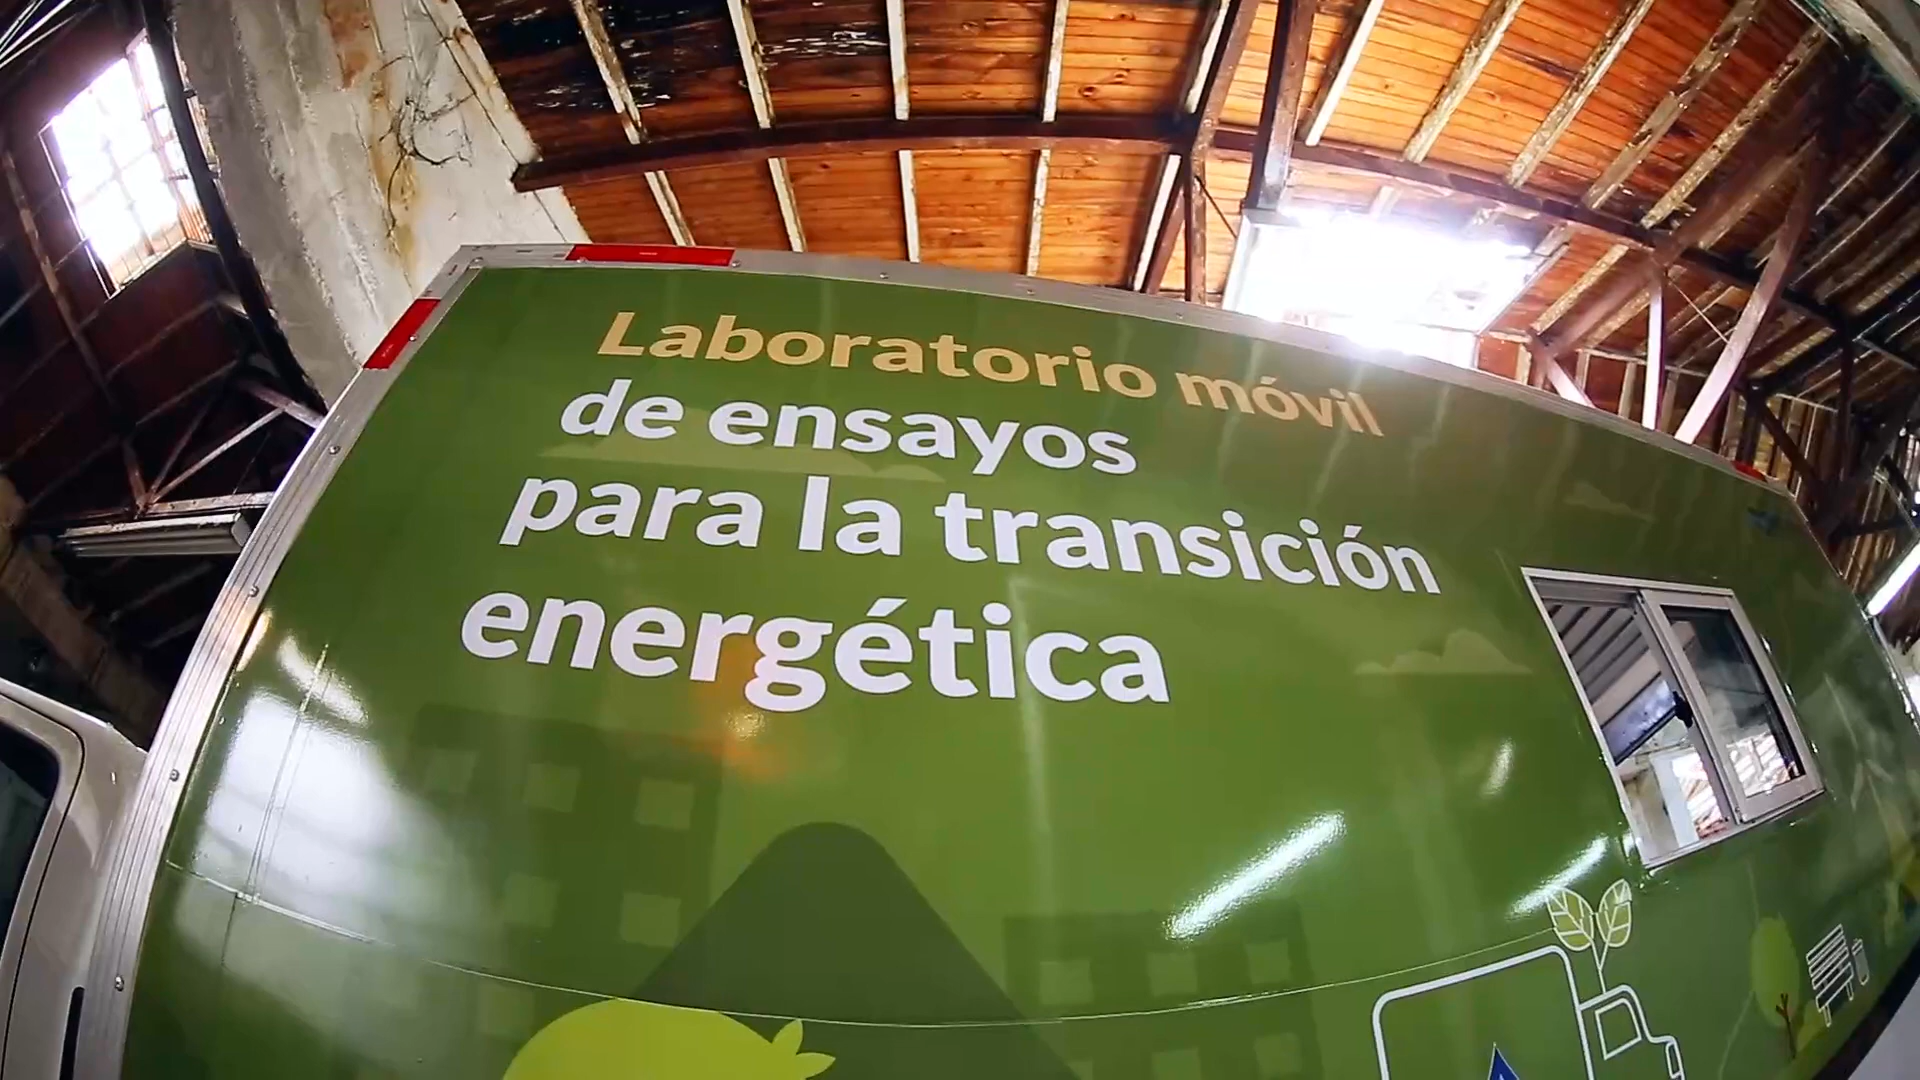 Laboratorio móvil
de ensayos
para la transición
energética